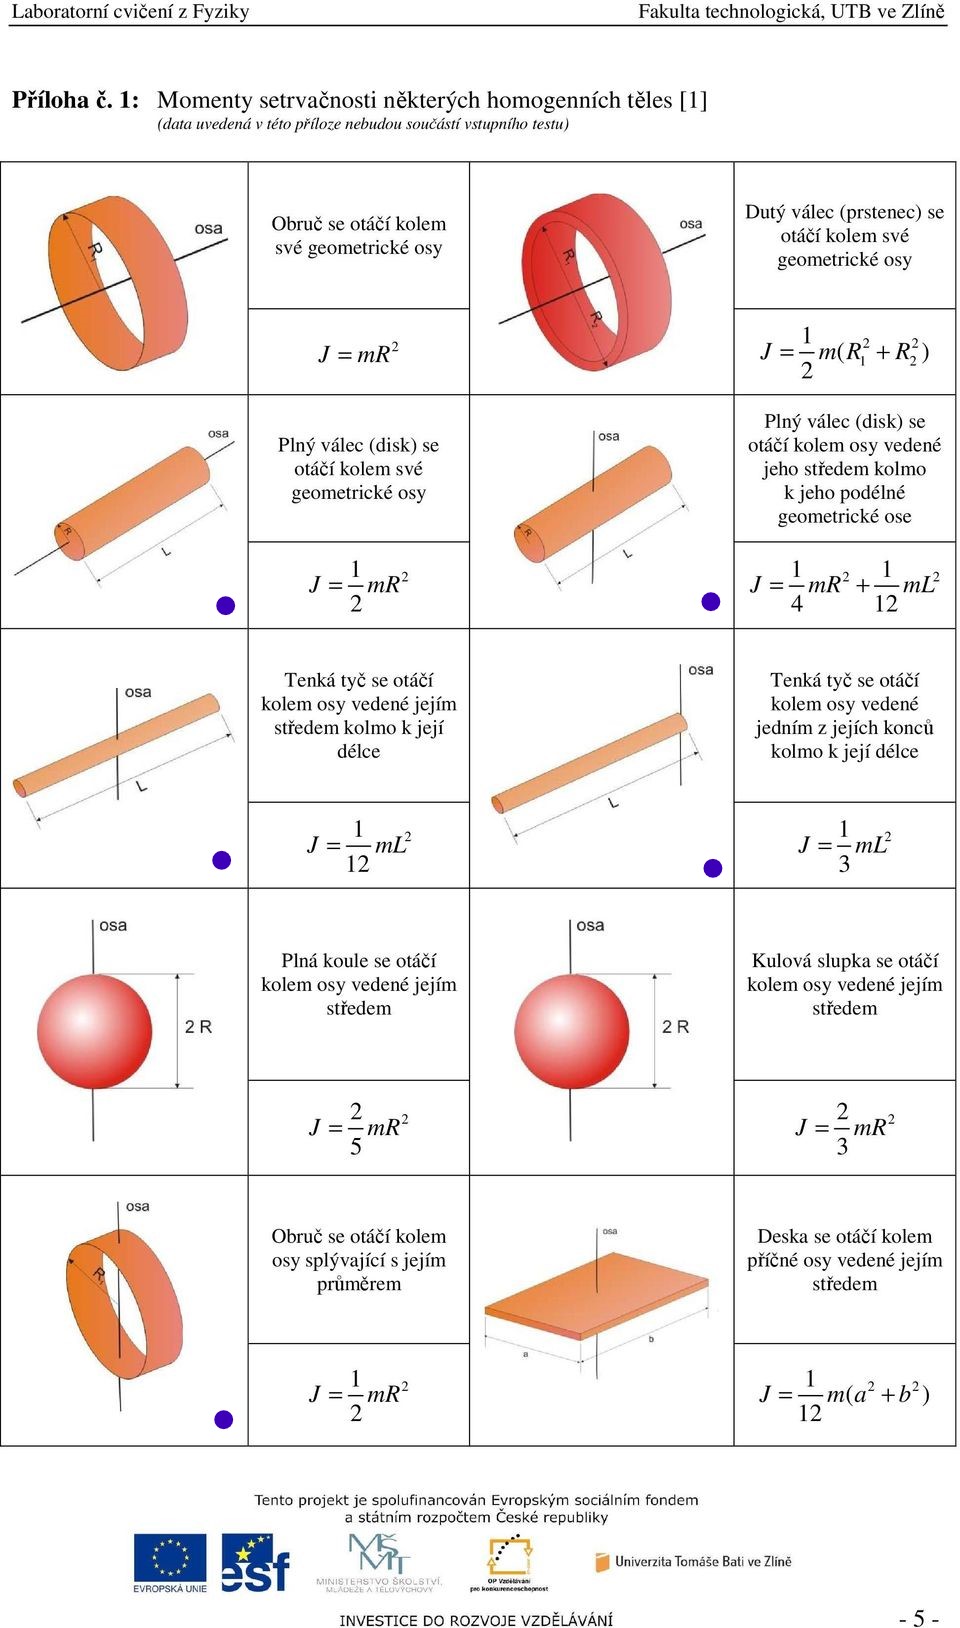 Laboratorní cvičení z Fyziky
Fakulta technologická, UTB ve Zlíně
Příloha č. 1: Momenty setrvačnosti některých homogenních těles [1]
(data uvedená v této příloze nebudou součástí vstupního testu)
osa
R1
Obruč se otáčí kolem
své geometrické osy
J = mR²
osa
R1
R2
Dutý válec (prstenec) se
otáčí kolem své
geometrické osy
J = 1/2 m(R₁² + R₂²)
osa
R
L
Plný válec (disk) se
otáčí kolem své
geometrické osy
J = 1/2 mR²
osa
L
Plný válec (disk) se
otáčí kolem osy vedené
jeho středem kolmo
k jeho podélné
geometrické ose
J = 1/4 mR² + 1/12 mL²
osa
L
Tenká tyč se otáčí
kolem osy vedené jejím
středem kolmo k její
délce
J = 1/12 mL²
osa
L
Tenká tyč se otáčí
kolem osy vedené
jedním z jejích konců
kolmo k její délce
J = 1/3 mL²
osa
2 R
Plná koule se otáčí
kolem osy vedené jejím
středem
J = 2/5 mR²
osa
2 R
Kulová slupka se otáčí
kolem osy vedené jejím
středem
J = 2/3 mR²
osa
R1
Obruč se otáčí kolem
osy splývající s jejím
průměrem
J = 1/2 mR²
osa
a
b
Deska se otáčí kolem
příčné osy vedené jejím
středem
J = 1/12 m(a² + b²)
Tento projekt je spolufinancován Evropským sociálním fondem
a státním rozpočtem České republiky
EVROPSKÁ UNIE
esf
MŠMT
MINISTERSTVO ŠKOLSTVÍ,
MLÁDEŽE A TĚLOVÝCHOVY
OP Vzdělávání
pro konkurenceschopnost
Univerzita Tomáše Bati ve Zlíně
INVESTICE DO ROZVOJE VZDĚLÁVÁNÍ
- 5 -